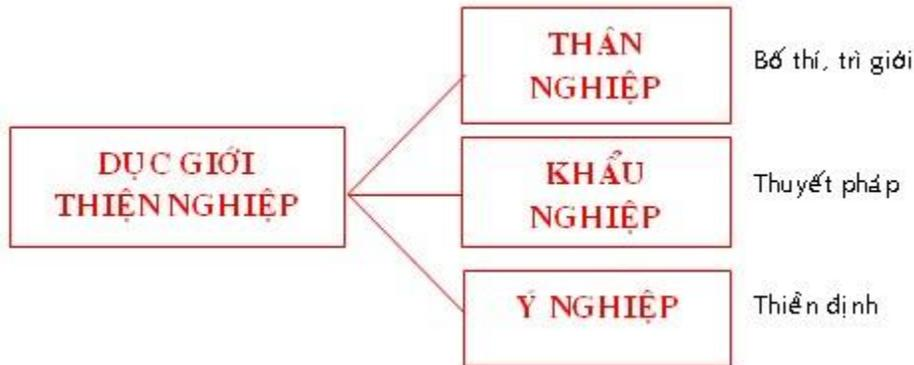 THÂN
NGHIỆP
Bố thí, trì giới
DỤC GIỚI
THIỆN NGHIỆP
KHẨU
NGHIỆP
Thuyết pháp
Ý NGHIỆP
Thiền định